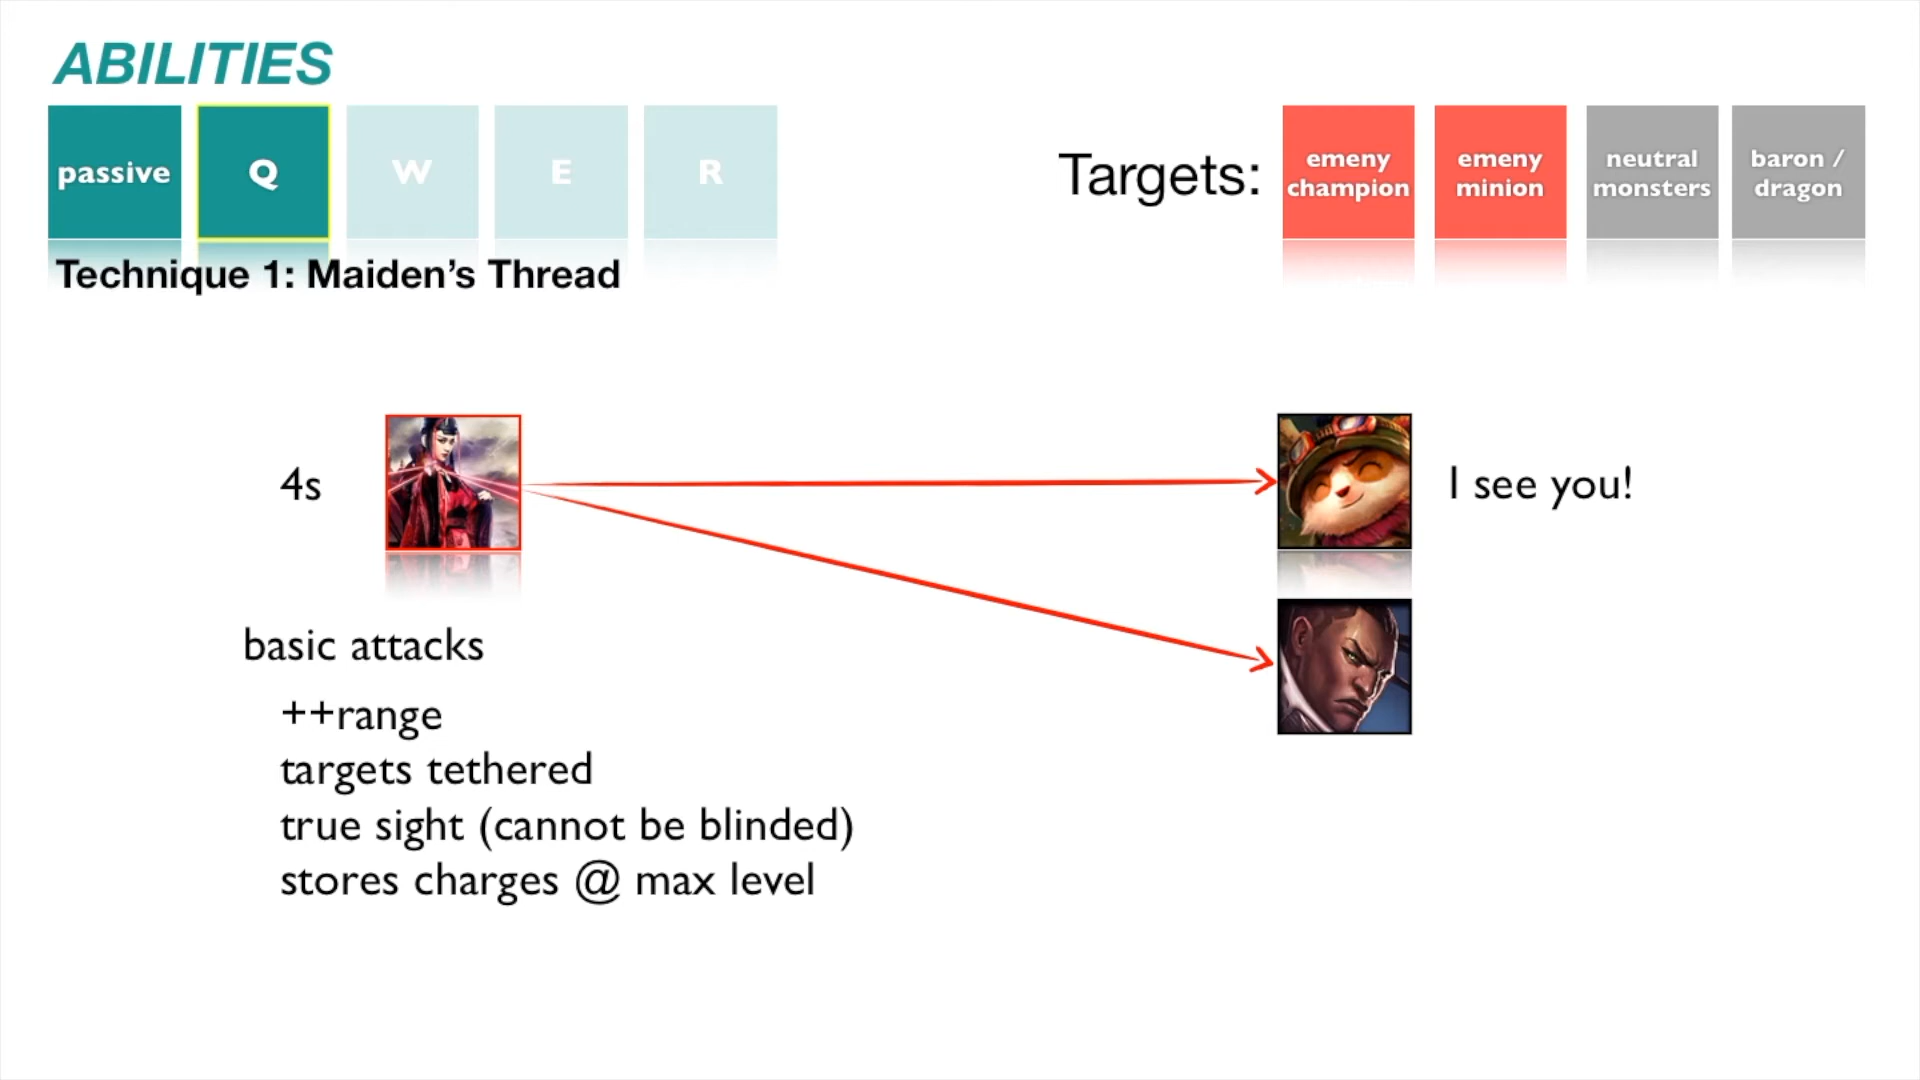 ABILITIES
passive
Q
W
E
R
Targets:
emeny
champion
emeny
minion
neutral
monsters
baron /
dragon
Technique 1: Maiden's Thread
4s
I see you!
basic attacks
++range
targets tethered
true sight (cannot be blinded)
stores charges @ max level